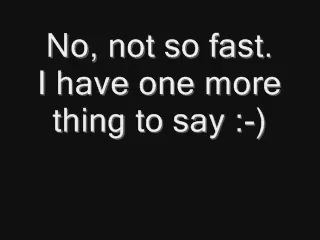 No, not so fast.
I have one more
thing to say :-)